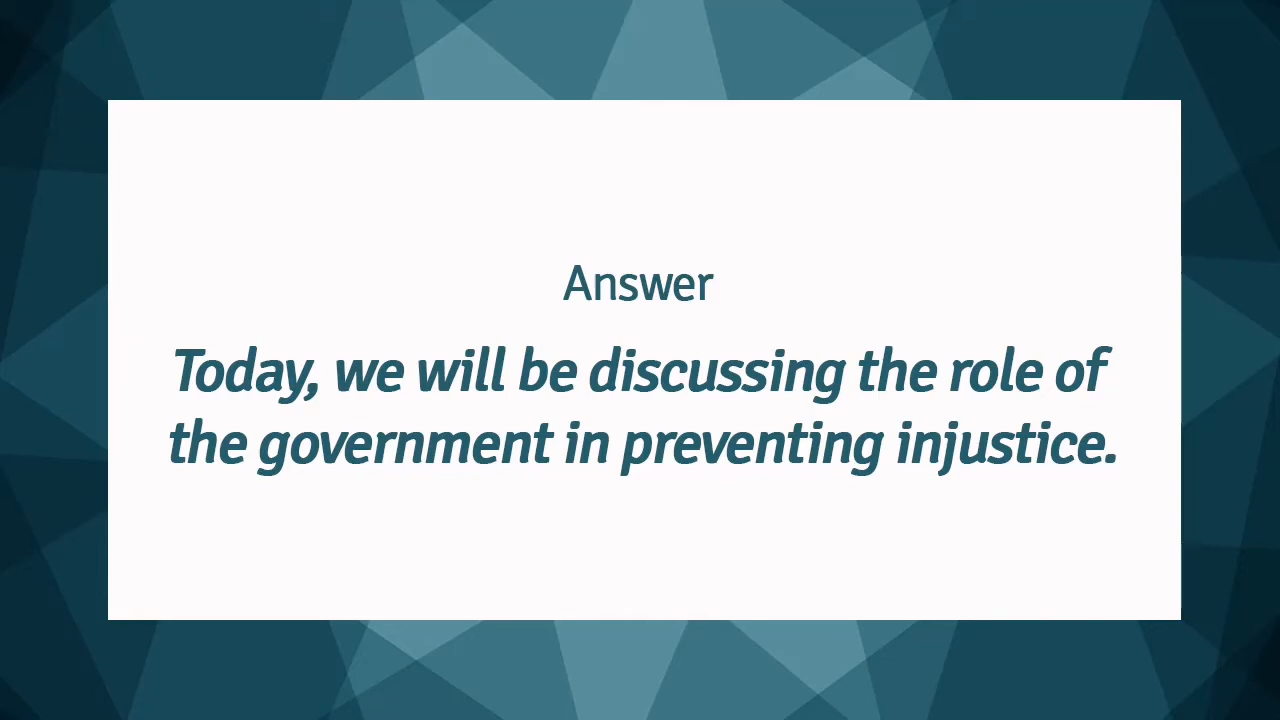 Answer
Today, we will be discussing the role of
the government in preventing injustice.